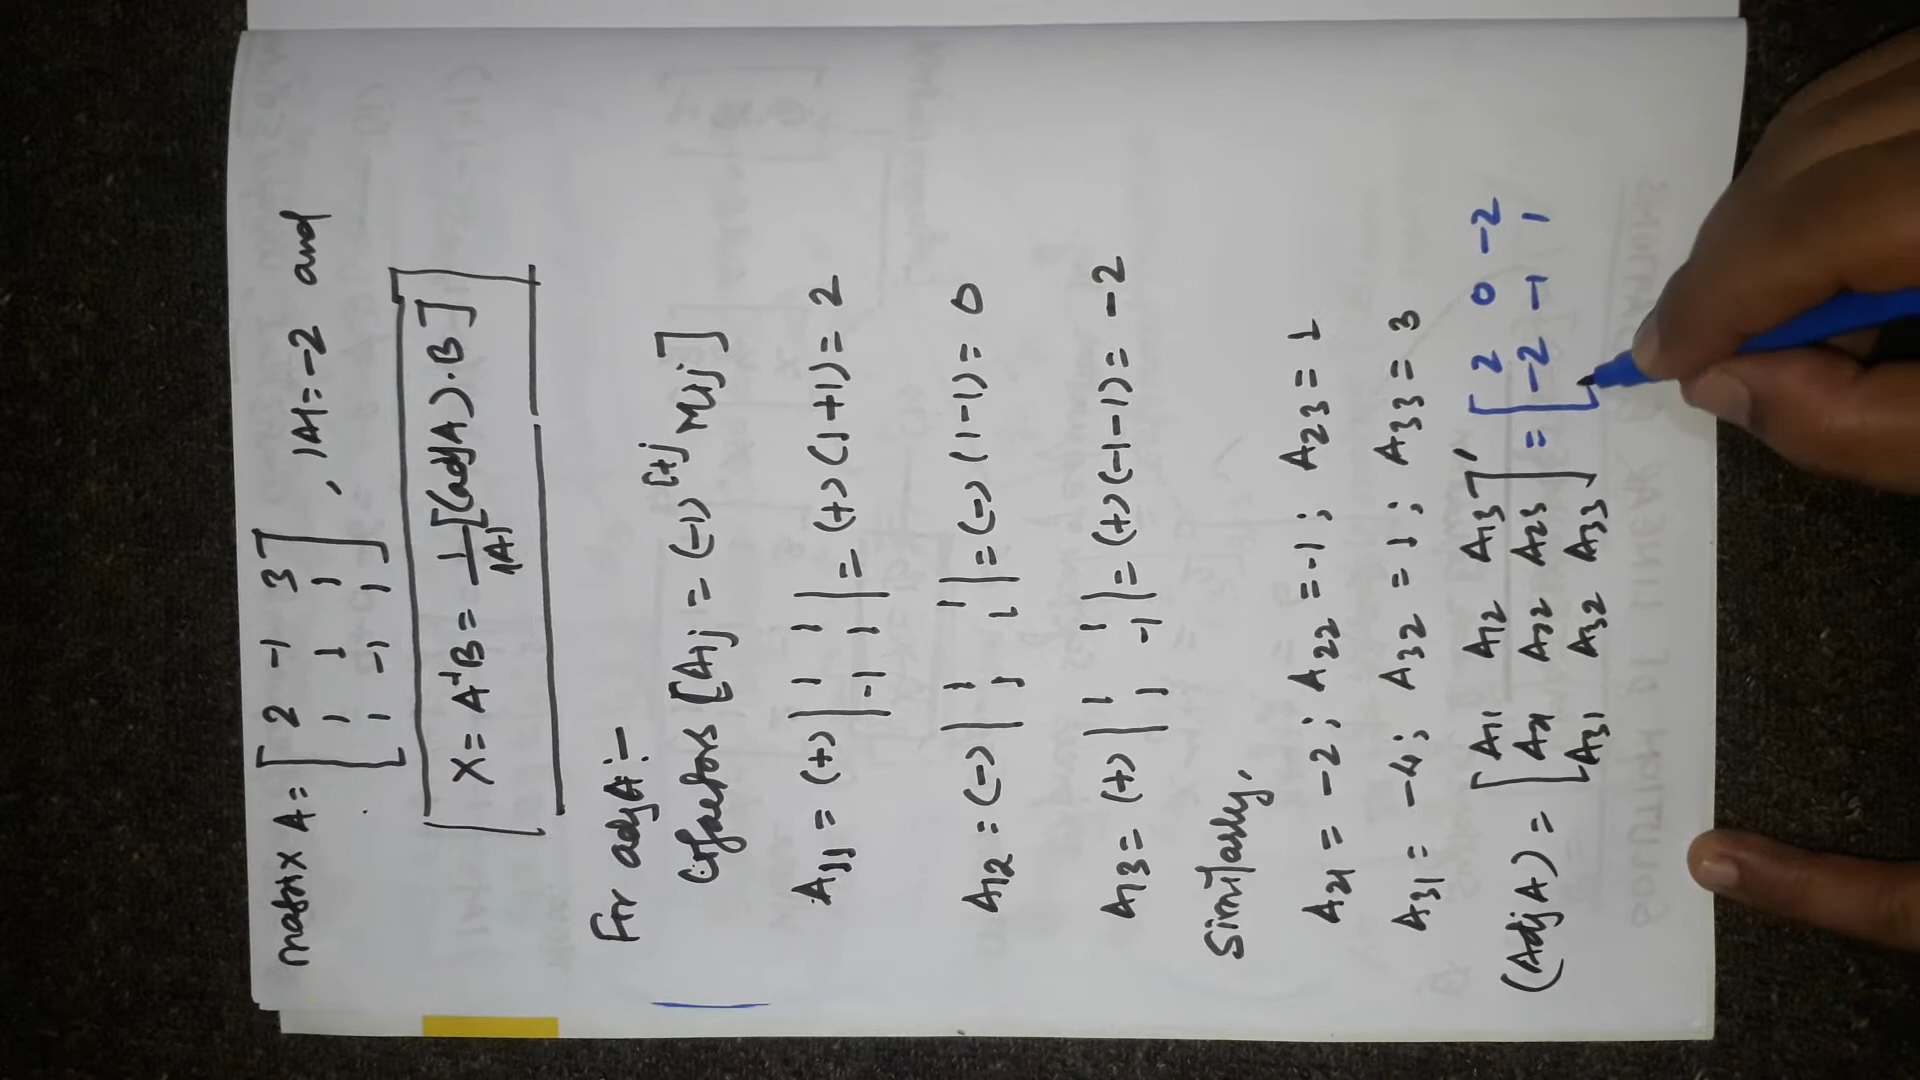 matrix A = [ 2 -1 3
1 1 1
1 -1 1 ] , |A| = -2 and
X = A⁻¹B = 1/|A| [(adjA).B]
For adjA:-
Cofactors [Aij = (-1)^i+j Mij]
A11 = (+) | 1 1 -1 1 | = (+) (1+1) = 2
A12 = (-) | 1 1 1 1 | = (-) (1-1) = 0
A13 = (+) | 1 1 1 -1 | = (+) (-1-1) = -2
Similarly,
A21 = -2 ; A22 = -1 ; A23 = 1
A31 = -4 ; A32 = 1 ; A33 = 3
(Adj A) = [ A11 A12 A13
A21 A22 A23
A31 A32 A33 ]' = [ 2 0 -2
-2 -1 1